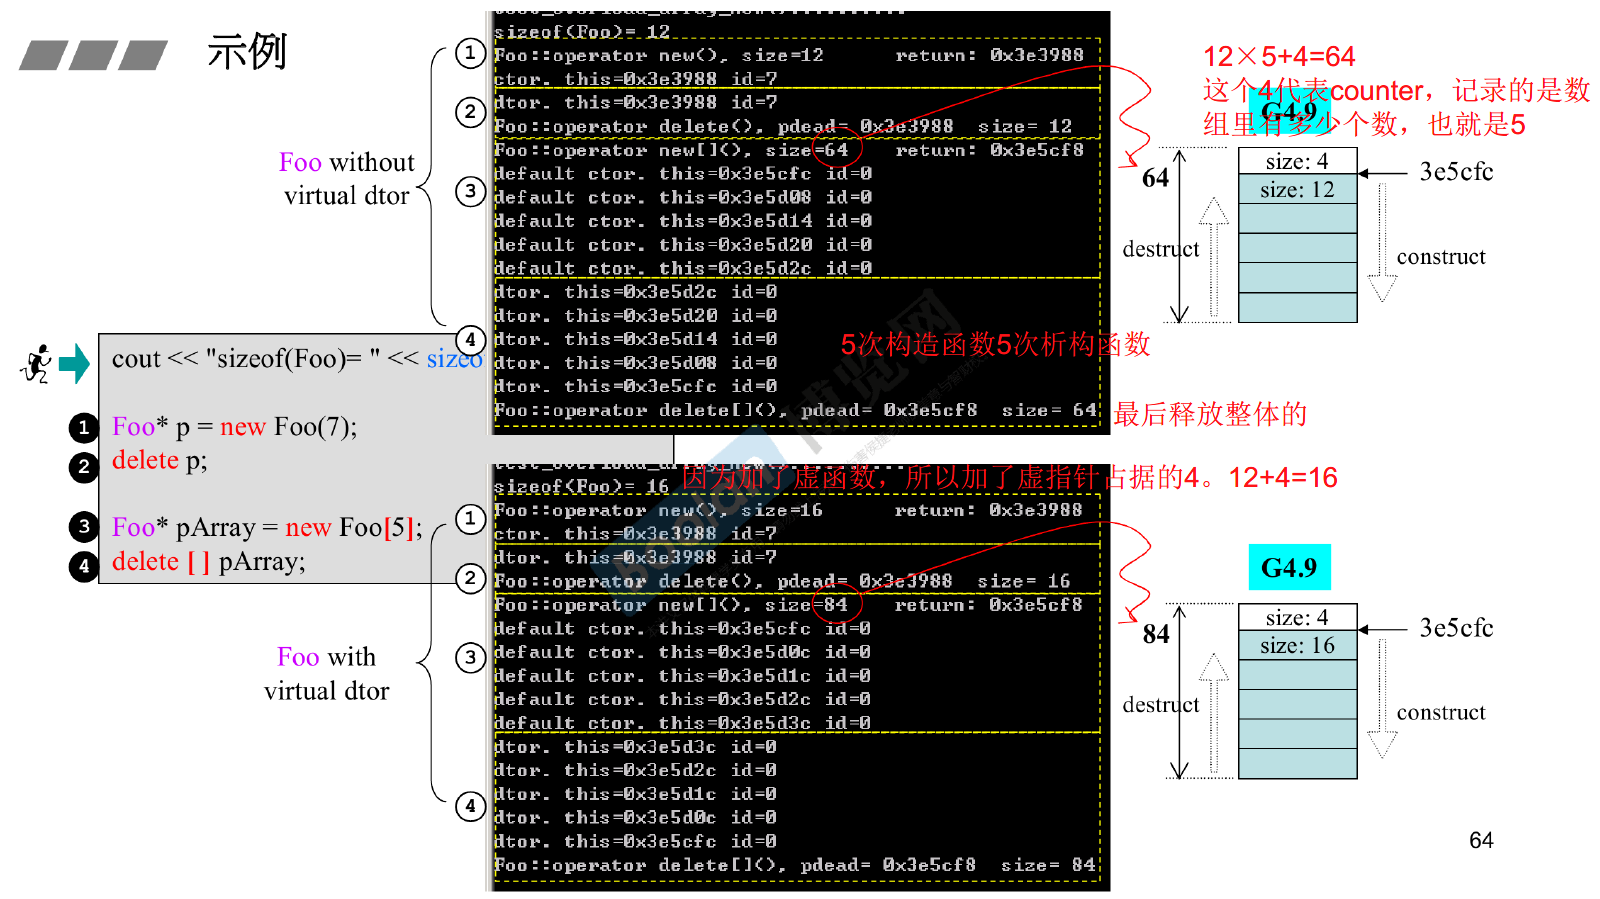 示例
sizeof(Foo)= 12
① Foo::operator new(), size=12 return: 0x3e3988
ctor. this=0x3e3988 id=7
② dtor. this=0x3e3988 id=7
Foo::operator delete(), pdead= 0x3e3988 size= 12
③ Foo::operator new[](), size=64 return: 0x3e5cf8
default ctor. this=0x3e5cfc id=0
default ctor. this=0x3e5d08 id=0
default ctor. this=0x3e5d14 id=0
default ctor. this=0x3e5d20 id=0
default ctor. this=0x3e5d2c id=0
④ dtor. this=0x3e5d2c id=0
dtor. this=0x3e5d20 id=0
dtor. this=0x3e5d14 id=0
dtor. this=0x3e5d08 id=0
dtor. this=0x3e5cfc id=0
Foo::operator delete[](), pdead= 0x3e5cf8 size= 64
Foo without
virtual dtor
5次构造函数5次析构函数
最后释放整体的
12×5+4=64
这个4代表counter，记录的是数
组里有多少个数，也就是5
G4.9
64
size: 4
size: 12
3e5cfc
destruct
construct
cout << "sizeof(Foo)= " << sizeo
1 Foo* p = new Foo(7);
2 delete p;
3 Foo* pArray = new Foo[5];
4 delete [ ] pArray;
因为加了虚函数，所以加了虚指针占据的4。12+4=16
sizeof(Foo)= 16
① Foo::operator new(), size=16 return: 0x3e3988
ctor. this=0x3e3988 id=7
② dtor. this=0x3e3988 id=7
Foo::operator delete(), pdead= 0x3e3988 size= 16
③ Foo::operator new[](), size=84 return: 0x3e5cf8
default ctor. this=0x3e5cfc id=0
default ctor. this=0x3e5d0c id=0
default ctor. this=0x3e5d1c id=0
default ctor. this=0x3e5d2c id=0
default ctor. this=0x3e5d3c id=0
④ dtor. this=0x3e5d3c id=0
dtor. this=0x3e5d2c id=0
dtor. this=0x3e5d1c id=0
dtor. this=0x3e5d0c id=0
dtor. this=0x3e5cfc id=0
Foo::operator delete[](), pdead= 0x3e5cf8 size= 84
Foo with
virtual dtor
G4.9
84
size: 4
size: 16
3e5cfc
destruct
construct
Boolan
博览网
64